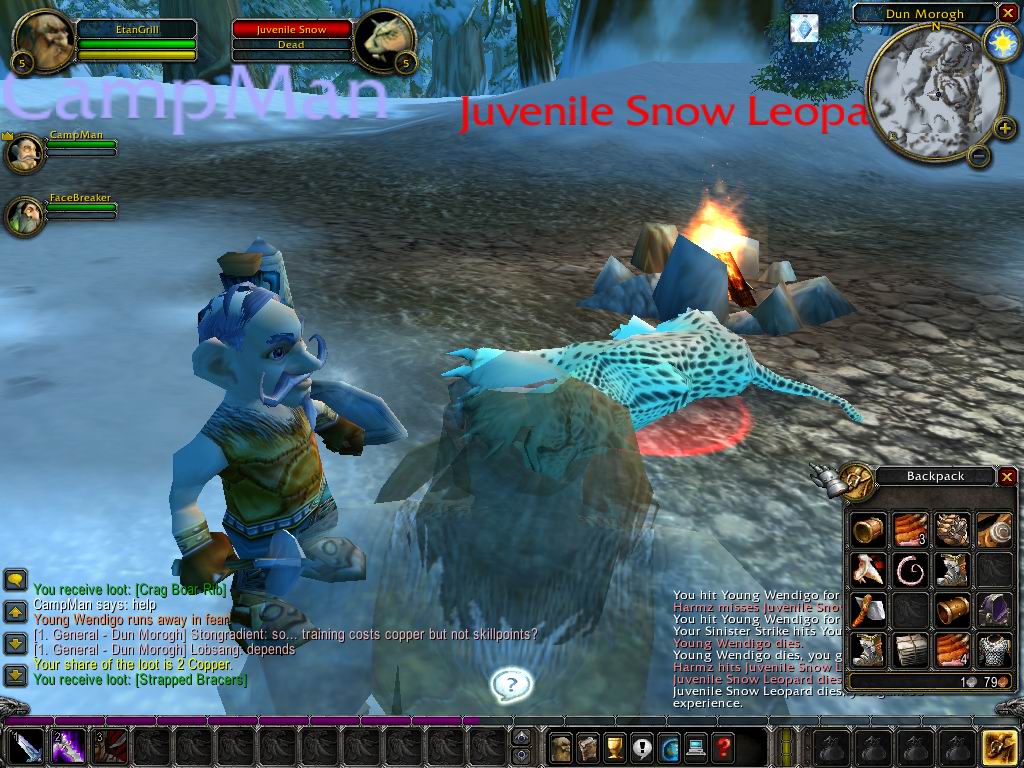 EtanGrill
5
Juvenile Snow
Dead
5
Dun Morogh
N
CampMan
Juvenile Snow Leopa
CampMan
FaceBreaker
Backpack
3
4
You receive loot: [Crag Boar Rib]
CampMan says: help
Young Wendigo runs away in fear
[1. General - Dun Morogh] Stongradient: so... training costs copper but not skillpoints?
[1. General - Dun Morogh] Lobsang: depends
Your share of the loot is 2 Copper.
You receive loot: [Strapped Bracers]
You hit Young Wendigo for
Harmz misses Juvenile Sno
You hit Young Wendigo for
Your Sinister Strike hits You
Young Wendigo dies.
Young Wendigo dies, you g
Harmz hits Juvenile Snow L
Juvenile Snow Leopard dies
Juvenile Snow Leopard dies, you g
experience.
1 79
2 3